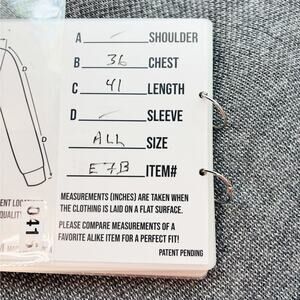 A SHOULDER
B 36 CHEST
C 41 LENGTH
D SLEEVE
ALL SIZE
E7B ITEM#
MEASUREMENTS (INCHES) ARE TAKEN WHEN
THE CLOTHING IS LAID ON A FLAT SURFACE.
PLEASE COMPARE MEASUREMENTS OF A
FAVORITE ALIKE ITEM FOR A PERFECT FIT!
PATENT PENDING
D
D
041